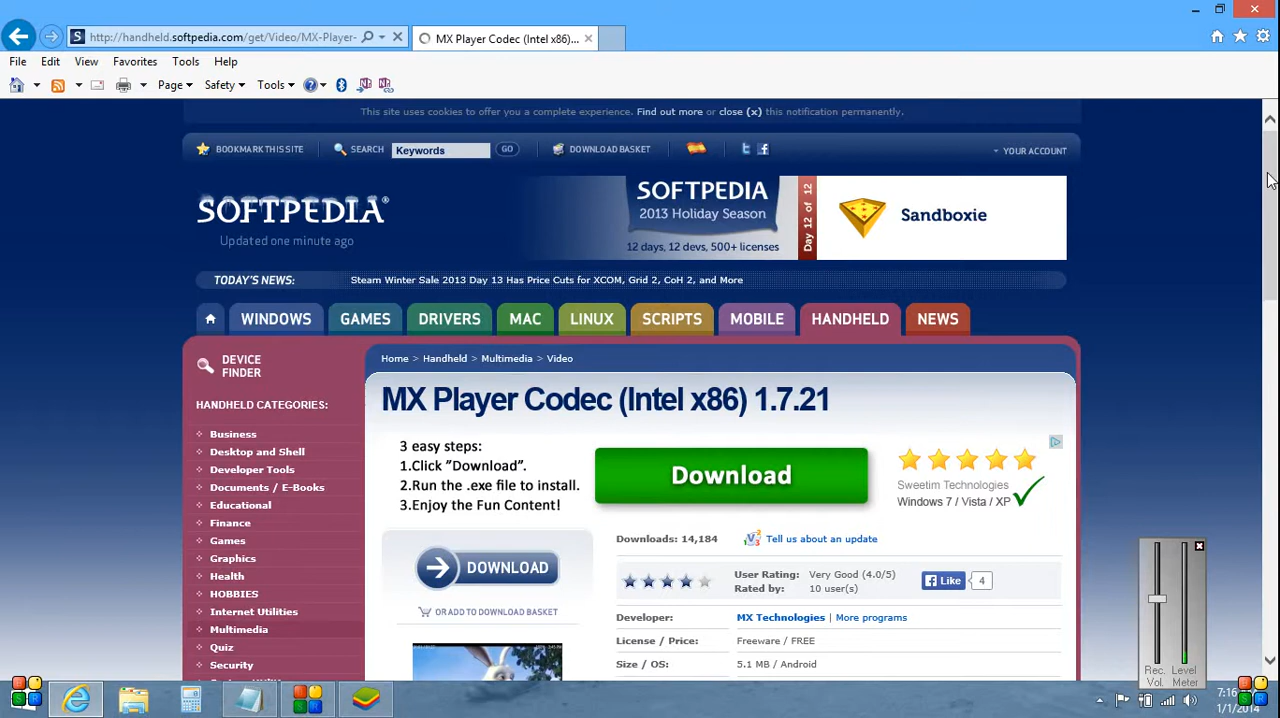 http://handheld.softpedia.com/get/Video/MX-Player-
MX Player Codec (Intel x86)...
File Edit View Favorites Tools Help
Page Safety Tools
This site uses cookies to offer you a complete experience. Find out more or close (x) this notification permanently.
BOOKMARK THIS SITE SEARCH Keywords GO DOWNLOAD BASKET YOUR ACCOUNT
SOFTPEDIA®
Updated one minute ago
SOFTPEDIA
2013 Holiday Season
12 days, 12 devs, 500+ licenses
Day 12 of 12
Sandboxie
TODAY'S NEWS: Steam Winter Sale 2013 Day 13 Has Price Cuts for XCOM, Grid 2, CoH 2, and More
WINDOWS GAMES DRIVERS MAC LINUX SCRIPTS MOBILE HANDHELD NEWS
DEVICE
FINDER
HANDHELD CATEGORIES:
Business
Desktop and Shell
Developer Tools
Documents / E-Books
Educational
Finance
Games
Graphics
Health
HOBBIES
Internet Utilities
Multimedia
Quiz
Security
Home > Handheld > Multimedia > Video
MX Player Codec (Intel x86) 1.7.21
3 easy steps:
1.Click "Download".
2.Run the .exe file to install.
3.Enjoy the Fun Content!
Download
Sweetim Technologies
Windows 7 / Vista / XP
DOWNLOAD
OR ADD TO DOWNLOAD BASKET
Downloads: 14,184 Tell us about an update
User Rating: Very Good (4.0/5)
Rated by: 10 user(s)
Like 4
Developer: MX Technologies | More programs
License / Price: Freeware / FREE
Size / OS: 5.1 MB / Android
Rec. Level
Vol. Meter
7:16
1/1/2014